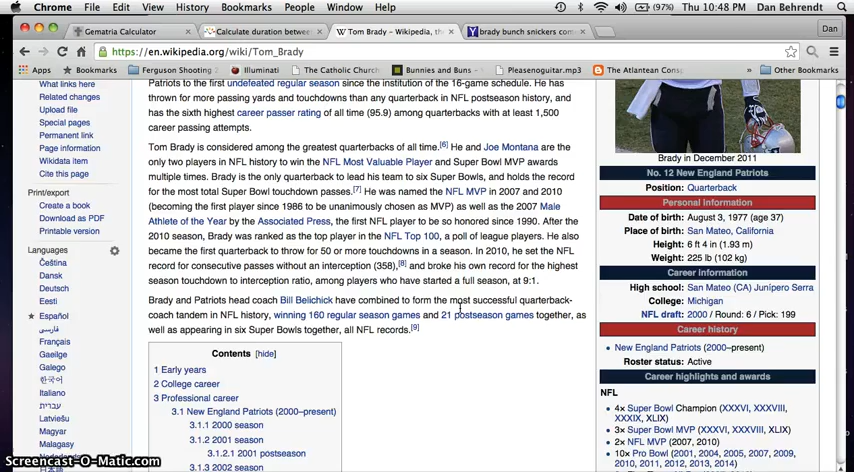 Chrome File Edit View History Bookmarks People Window Help (97%) Thu 10:48 PM Dan Behrendt
Gematria Calculator
Calculate duration between
Tom Brady - Wikipedia, the
brady bunch snickers com
Dan
https://en.wikipedia.org/wiki/Tom_Brady
Apps Bookmarks Ferguson Shooting Illuminati The Catholic Church Bunnies and Buns - Pleasenoguitar.mp3 The Atlantean Cons » Other Bookmarks
What links here
Related changes
Upload file
Special pages
Permanent link
Page information
Wikidata item
Cite this page
Print/export
Create a book
Download as PDF
Printable version
Languages
Čeština
Dansk
Deutsch
Eesti
Español
فارسی
Français
Gaeilge
Galego
한국어
Italiano
עברית
Latviešu
Magyar
Malagasy
日本語
Patriots to the first undefeated regular season since the institution of the 16-game schedule. He has
thrown for more passing yards and touchdowns than any quarterback in NFL postseason history, and
has the sixth highest career passer rating of all time (95.9) among quarterbacks with at least 1,500
career passing attempts.
Tom Brady is considered among the greatest quarterbacks of all time.[6] He and Joe Montana are the
only two players in NFL history to win the NFL Most Valuable Player and Super Bowl MVP awards
multiple times. Brady is the only quarterback to lead his team to six Super Bowls, and holds the record
for the most total Super Bowl touchdown passes.[7] He was named the NFL MVP in 2007 and 2010
(becoming the first player since 1986 to be unanimously chosen as MVP) as well as the 2007 Male
Athlete of the Year by the Associated Press, the first NFL player to be so honored since 1990. After the
2010 season, Brady was ranked as the top player in the NFL Top 100, a poll of league players. He also
became the first quarterback to throw for 50 or more touchdowns in a season. In 2010, he set the NFL
record for consecutive passes without an interception (358),[8] and broke his own record for the highest
season touchdown to interception ratio, among players who have started a full season, at 9:1.
Brady and Patriots head coach Bill Belichick have combined to form the most successful quarterback-
coach tandem in NFL history, winning 160 regular season games and 21 postseason games together, as
well as appearing in six Super Bowls together, all NFL records.[9]
Contents [hide]
1 Early years
2 College career
3 Professional career
3.1 New England Patriots (2000–present)
3.1.1 2000 season
3.1.2 2001 season
3.1.2.1 2001 postseason
3.1.3 2002 season
Brady in December 2011
No. 12 New England Patriots
Position: Quarterback
Personal information
Date of birth: August 3, 1977 (age 37)
Place of birth: San Mateo, California
Height: 6 ft 4 in (1.93 m)
Weight: 225 lb (102 kg)
Career information
High school: San Mateo (CA) Junípero Serra
College: Michigan
NFL draft: 2000 / Round: 6 / Pick: 199
Career history
New England Patriots (2000–present)
Roster status: Active
Career highlights and awards
NFL
4× Super Bowl Champion (XXXVI, XXXVIII,
XXXIX, XLIX)
3× Super Bowl MVP (XXXVI, XXXVIII, XLIX)
2× NFL MVP (2007, 2010)
10× Pro Bowl (2001, 2004, 2005, 2007, 2009,
2010, 2011, 2012, 2013, 2014)
Screencast-O-Matic.com